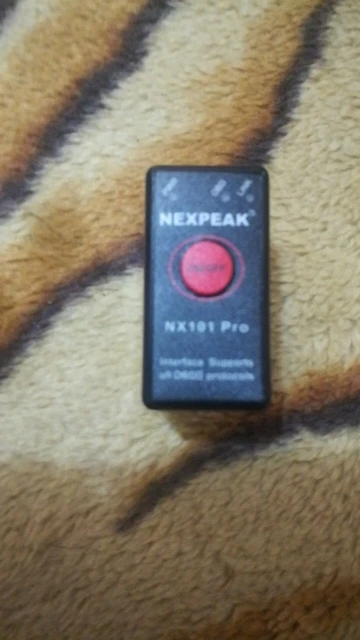 NEXPEAK®
NX101 Pro
Interface Supports
all OBDII protocols